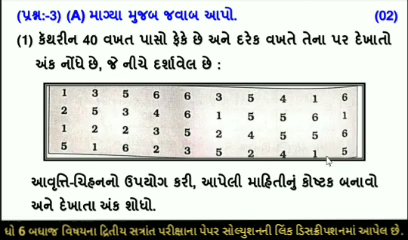 (પ્રશ્ન:-3) (A) માગ્યા મુજબ જવાબ આપો. (02)
(1) કૅથરીન 40 વખત પાસો ફેંકે છે અને દરેક વખતે તેના પર દેખાતો
અંક નોંધે છે, જે નીચે દર્શાવેલ છે :
1 3 5 6 6 3 5 4 1 6
2 5 3 4 6 1 5 5 6 1
1 2 2 3 5 2 4 5 5 6
5 1 6 2 3 5 2 4 1 5
આવૃત્તિ-ચિહ્નનો ઉપયોગ કરી, આપેલી માહિતીનું કોષ્ટક બનાવો
અને દેખાતા અંક શોધો.
ધો 6 બધાજ વિષયના દ્વિતીય સત્રાંત પરીક્ષાના પેપર સોલ્યુશનની લિંક ડિસ્ક્રીપશનમાં આપેલ છે.